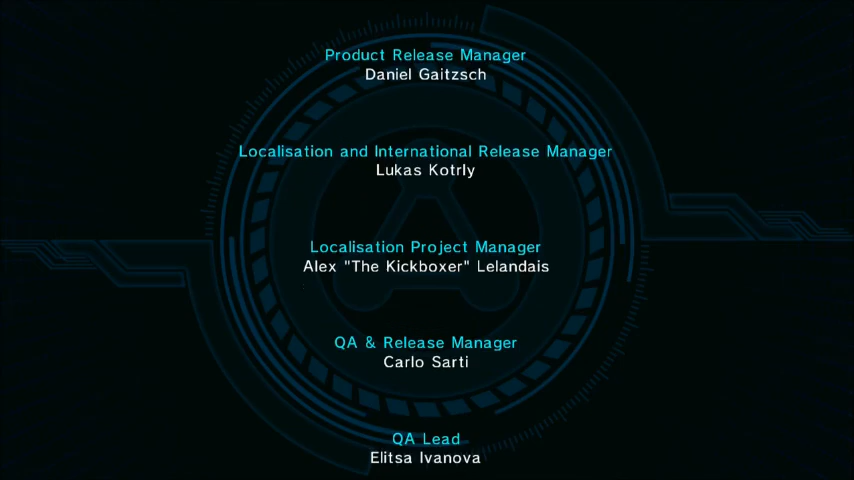 Product Release Manager
Daniel Gaitzsch
Localisation and International Release Manager
Lukas Kotrly
Localisation Project Manager
Alex "The Kickboxer" Lelandais
QA & Release Manager
Carlo Sarti
QA Lead
Elitsa Ivanova